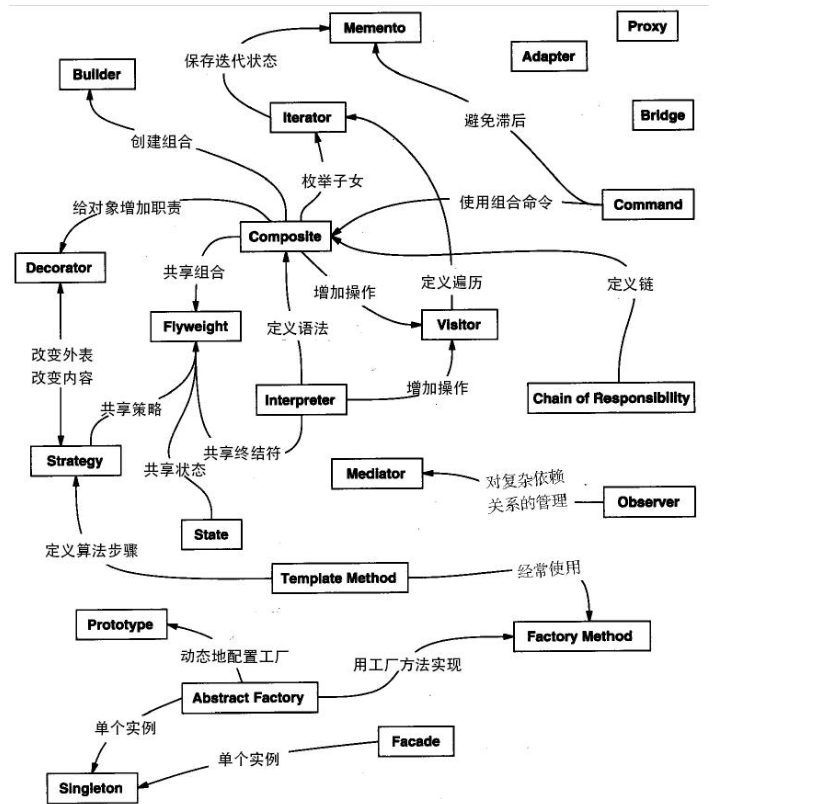 Memento
Proxy
Adapter
保存迭代状态
Builder
Iterator
避免滞后
Bridge
创建组合
枚举子女
给对象增加职责
使用组合命令
Command
Composite
Decorator
共享组合
增加操作
定义遍历
定义链
Flyweight
定义语法
Visitor
改变外表
改变内容
共享策略
Interpreter
增加操作
Chain of Responsibility
Strategy
共享状态
共享终结符
Mediator
对复杂依赖
关系的管理
Observer
State
定义算法步骤
Template Method
经常使用
Prototype
Factory Method
动态地配置工厂
用工厂方法实现
Abstract Factory
单个实例
Facade
单个实例
Singleton